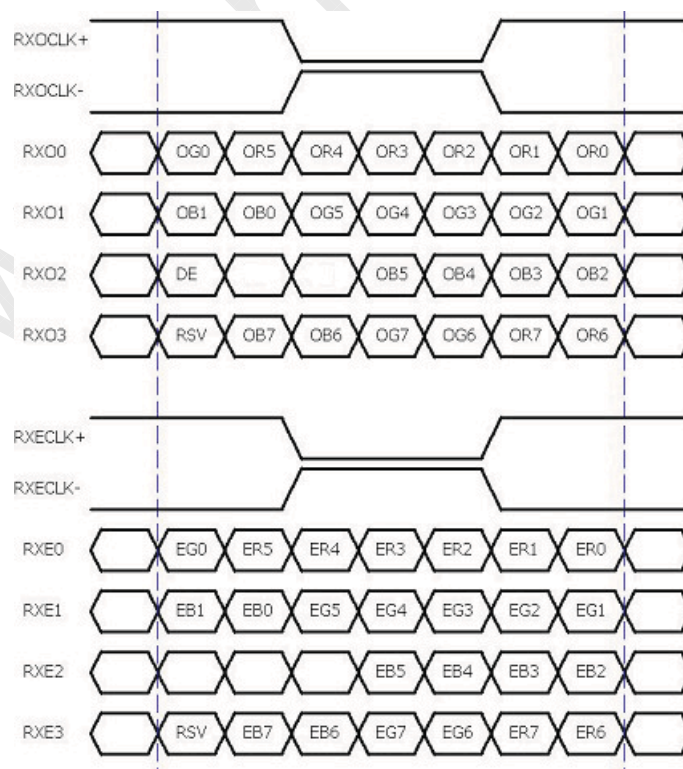 RXOCLK+
RXOCLK-
RXO0 OG0 OR5 OR4 OR3 OR2 OR1 OR0
RXO1 OB1 OB0 OG5 OG4 OG3 OG2 OG1
RXO2 DE OB5 OB4 OB3 OB2
RXO3 RSV OB7 OB6 OG7 OG6 OR7 OR6
RXECLK+
RXECLK-
RXE0 EG0 ER5 ER4 ER3 ER2 ER1 ER0
RXE1 EB1 EB0 EG5 EG4 EG3 EG2 EG1
RXE2 EB5 EB4 EB3 EB2
RXE3 RSV EB7 EB6 EG7 EG6 ER7 ER6